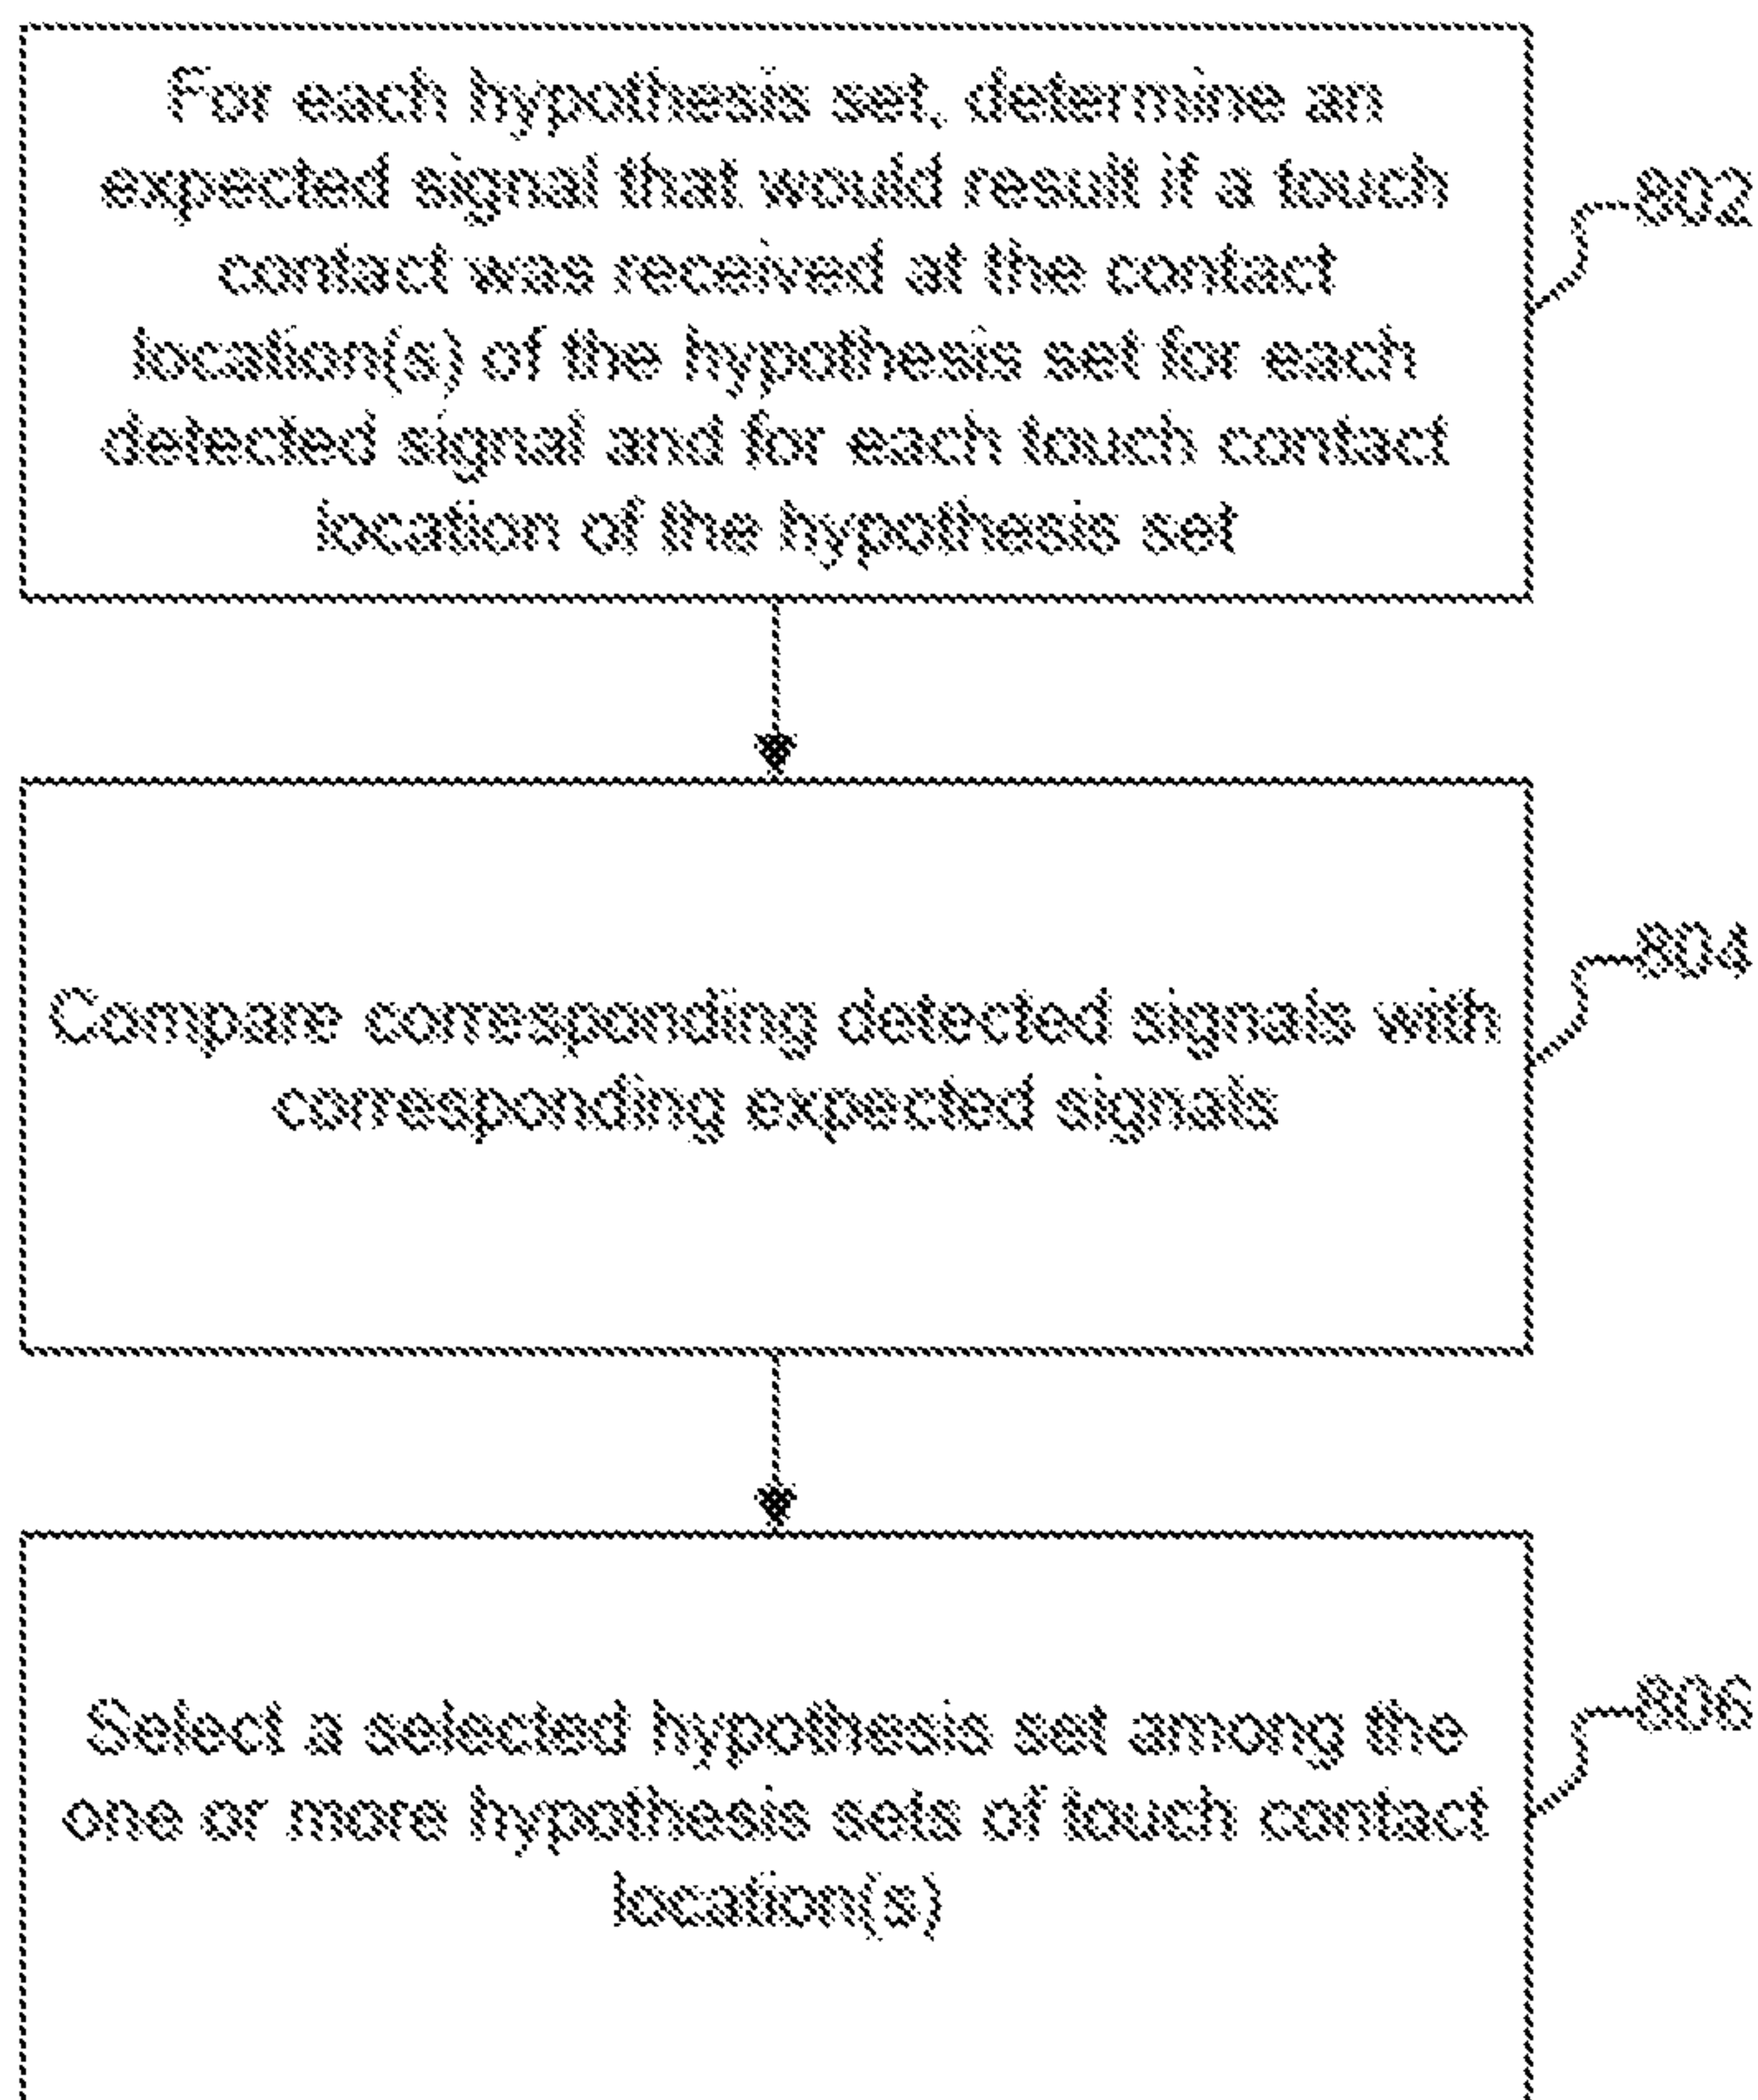 For each hypothesis set, determine an
expected signal that would result if a touch
contact was received at the contact
location(s) of the hypothesis set for each
detected signal and for each touch contact
location of the hypothesis set
802
Compare corresponding detected signals with
corresponding expected signals
804
Select a selected hypothesis set among the
one or more hypothesis sets of touch contact
location(s)
806